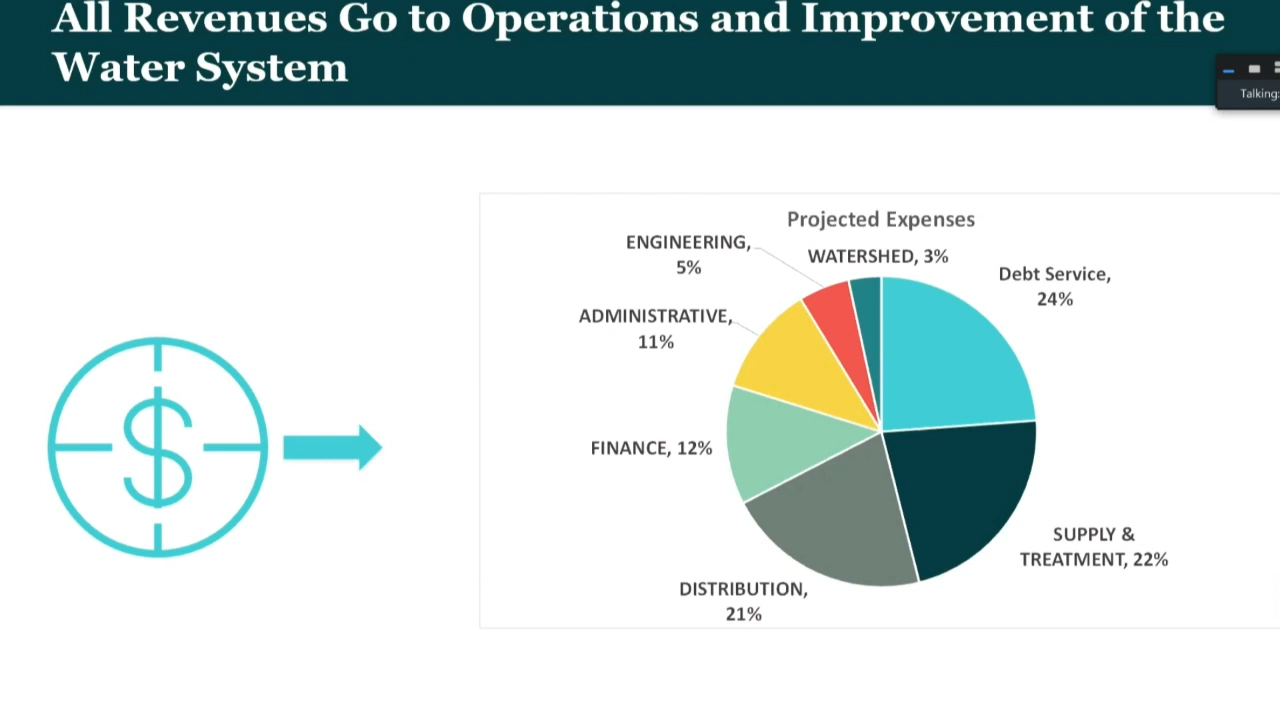 All Revenues Go to Operations and Improvement of the
Water System
Talking:
Projected Expenses
ENGINEERING,
5%
WATERSHED, 3%
Debt Service,
24%
ADMINISTRATIVE,
11%
FINANCE, 12%
SUPPLY &
TREATMENT, 22%
DISTRIBUTION,
21%
$